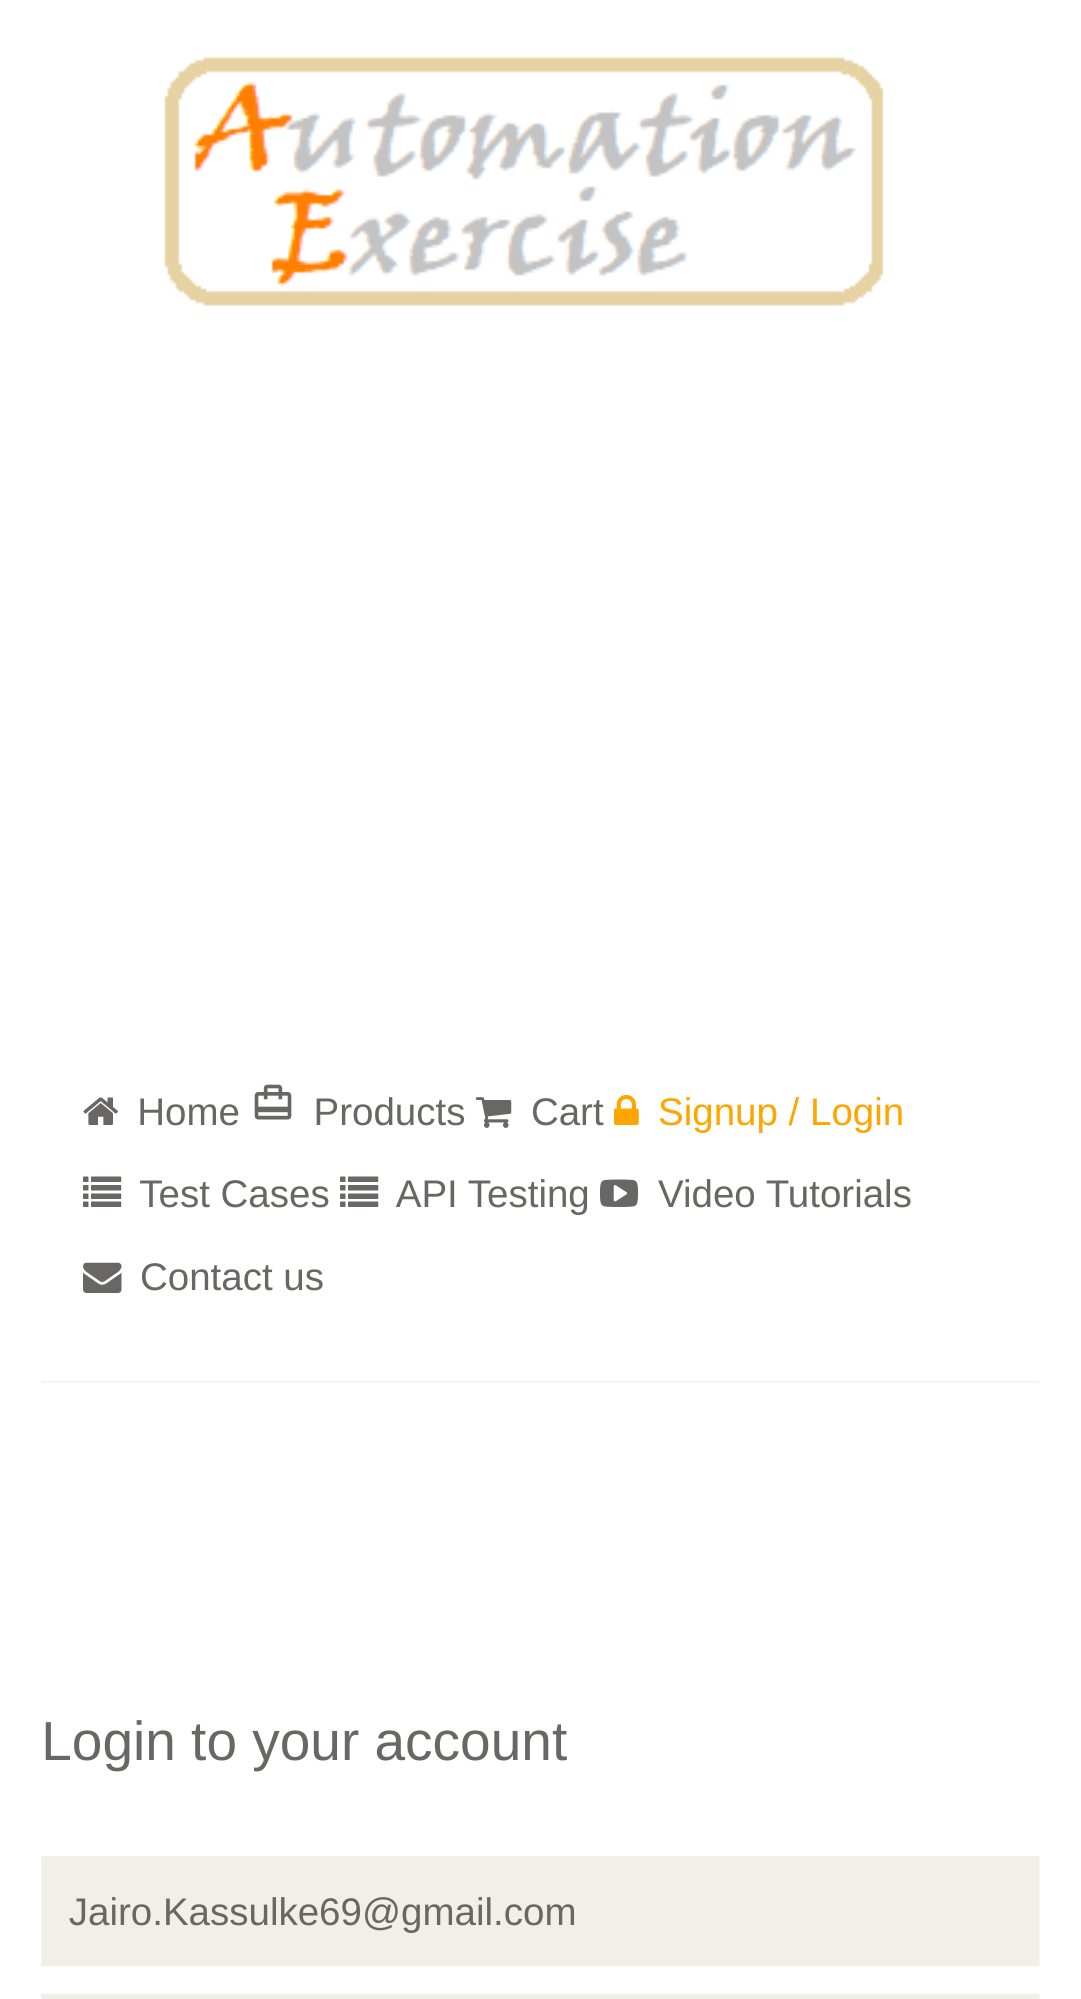 Automation
Exercise
Home Products Cart Signup / Login
Test Cases API Testing Video Tutorials
Contact us
Login to your account
Jairo.Kassulke69@gmail.com